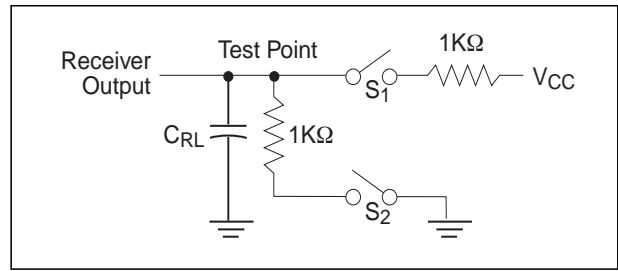 Receiver
Output
Test Point
S1
1KΩ
VCC
CRL
1KΩ
S2